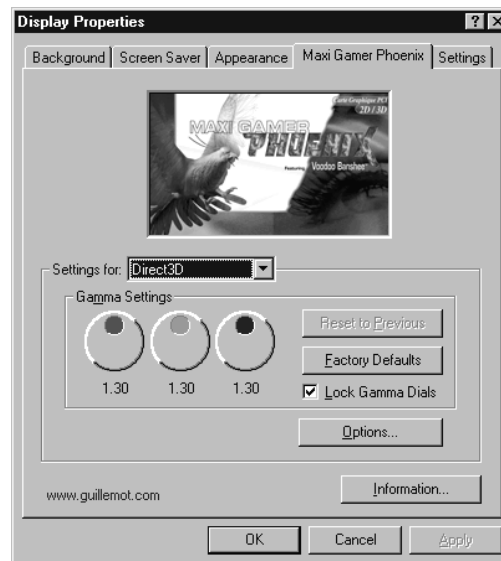 Display Properties
? X
Background Screen Saver Appearance Maxi Gamer Phoenix Settings
Carte Graphique PCI
2D / 3D
MAXI GAMER
PHOENIX
Featuring
Voodoo Banshee
Settings for: Direct3D
Gamma Settings
1.30 1.30 1.30
Reset to Previous
Factory Defaults
Lock Gamma Dials
Options...
www.guillemot.com
Information...
OK Cancel Apply